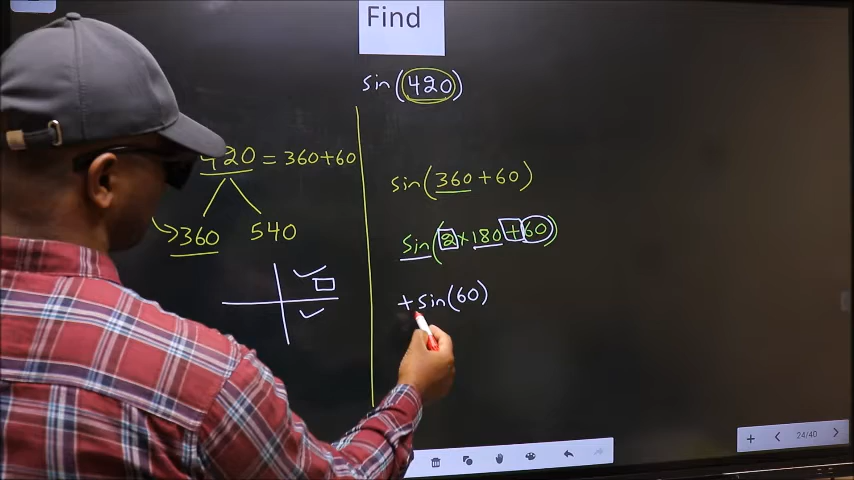 Find
sin(420)
420 = 360+60
360 540
sin(360+60)
sin(2×180+60)
+sin(60)
24/40